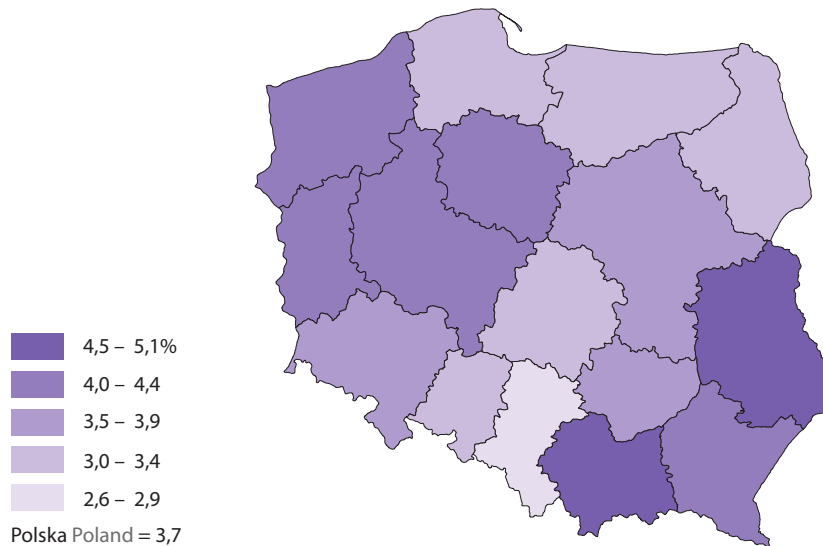 4,5 – 5,1%
4,0 – 4,4
3,5 – 3,9
3,0 – 3,4
2,6 – 2,9
Polska Poland = 3,7